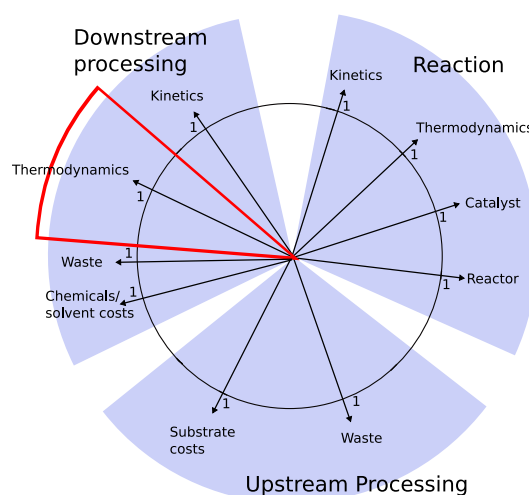 Downstream
processing
Reaction
Kinetics
Kinetics
1
1
Thermodynamics
1
Thermodynamics
1
Catalyst
1
Waste
1
Reactor
1
Chemicals/
solvent costs
1
1
1
Substrate
costs
Waste
Upstream Processing